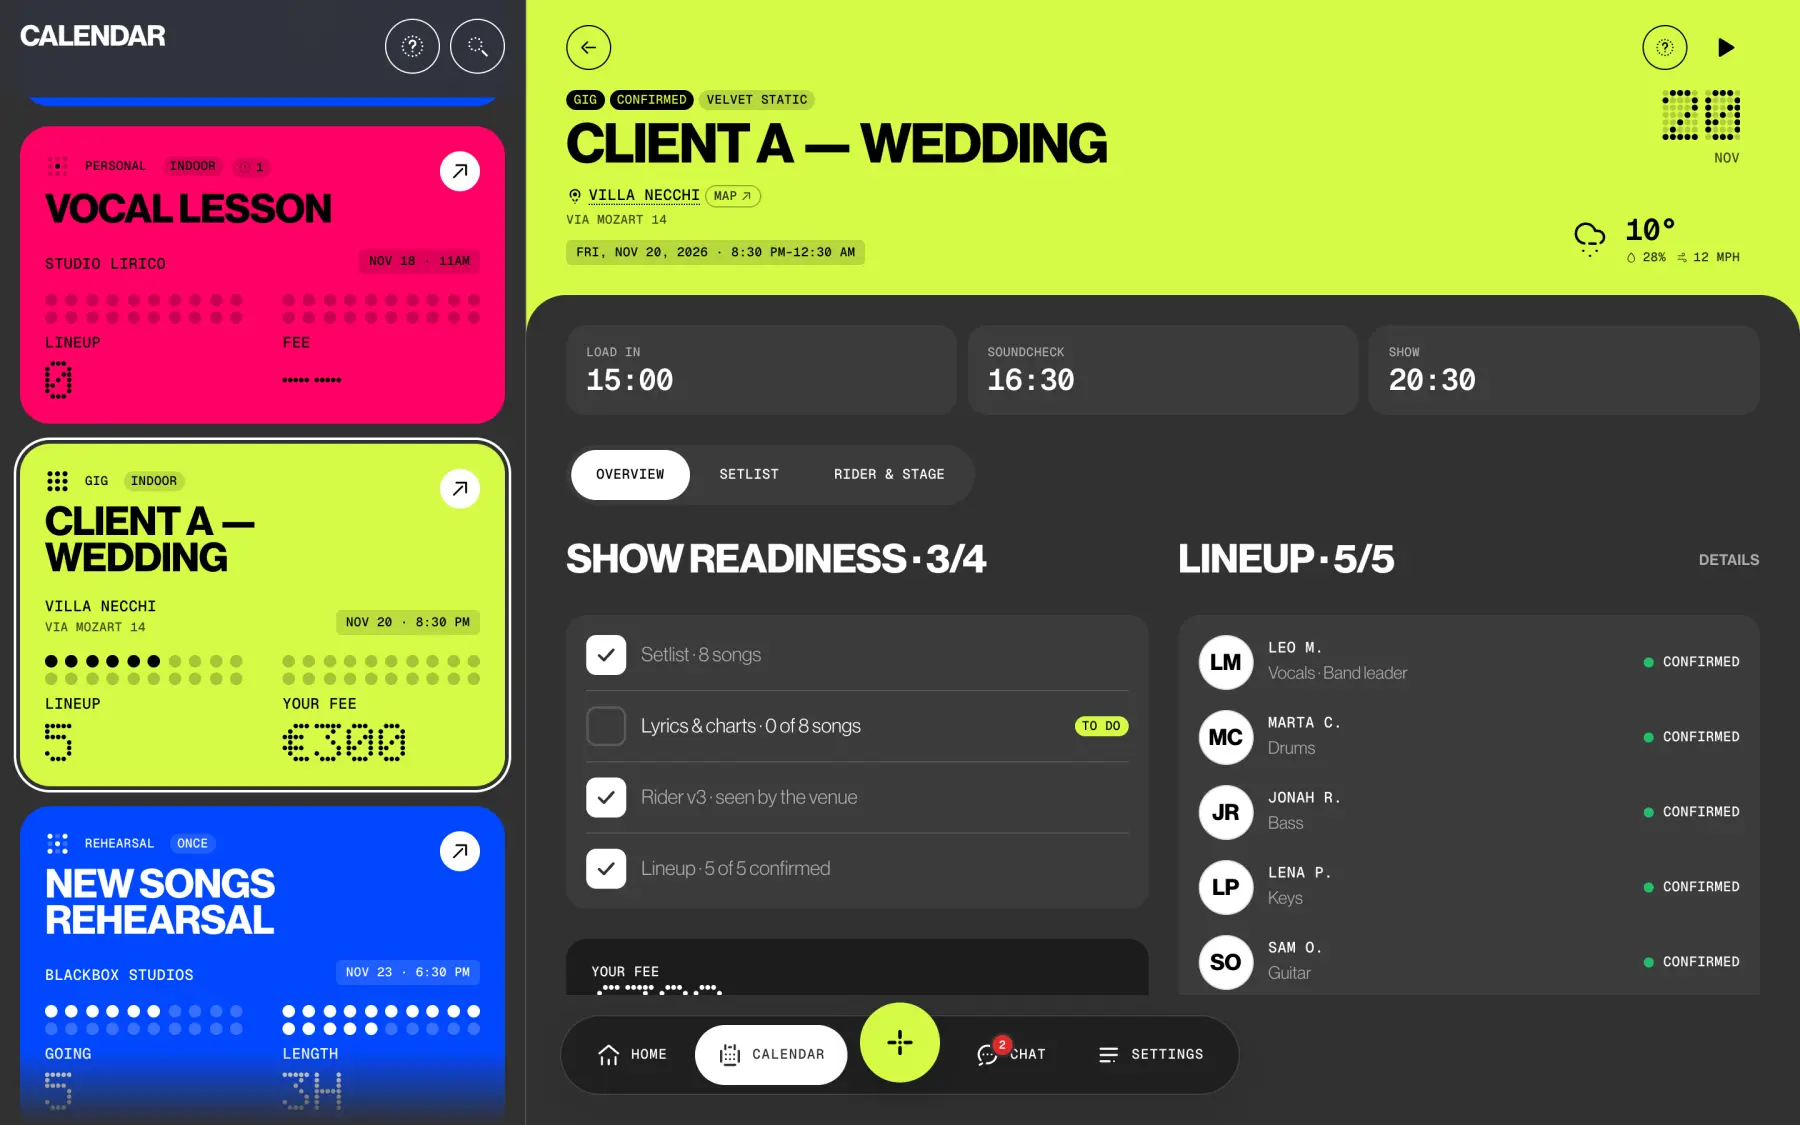 CALENDAR
PERSONAL INDOOR 1
VOCAL LESSON
STUDIO LIRICO
NOV 18 · 11AM
LINEUP
0
FEE
GIG INDOOR
CLIENT A —
WEDDING
VILLA NECCHI
VIA MOZART 14
NOV 20 · 8:30 PM
LINEUP
5
YOUR FEE
€300
REHEARSAL ONCE
NEW SONGS
REHEARSAL
BLACKBOX STUDIOS
NOV 23 · 6:30 PM
GOING
5
LENGTH
3H
GIG CONFIRMED VELVET STATIC
CLIENT A — WEDDING
VILLA NECCHI MAP
VIA MOZART 14
FRI, NOV 20, 2026 · 8:30 PM–12:30 AM
20
NOV
10°
28% 12 MPH
LOAD IN
15:00
SOUNDCHECK
16:30
SHOW
20:30
OVERVIEW SETLIST RIDER & STAGE
SHOW READINESS · 3/4
Setlist · 8 songs
Lyrics & charts · 0 of 8 songs TO DO
Rider v3 · seen by the venue
Lineup · 5 of 5 confirmed
YOUR FEE
LINEUP · 5/5 DETAILS
LM LEO M. CONFIRMED
Vocals · Band leader
MC MARTA C. CONFIRMED
Drums
JR JONAH R. CONFIRMED
Bass
LP LENA P. CONFIRMED
Keys
SO SAM O. CONFIRMED
Guitar
HOME CALENDAR 2 CHAT SETTINGS